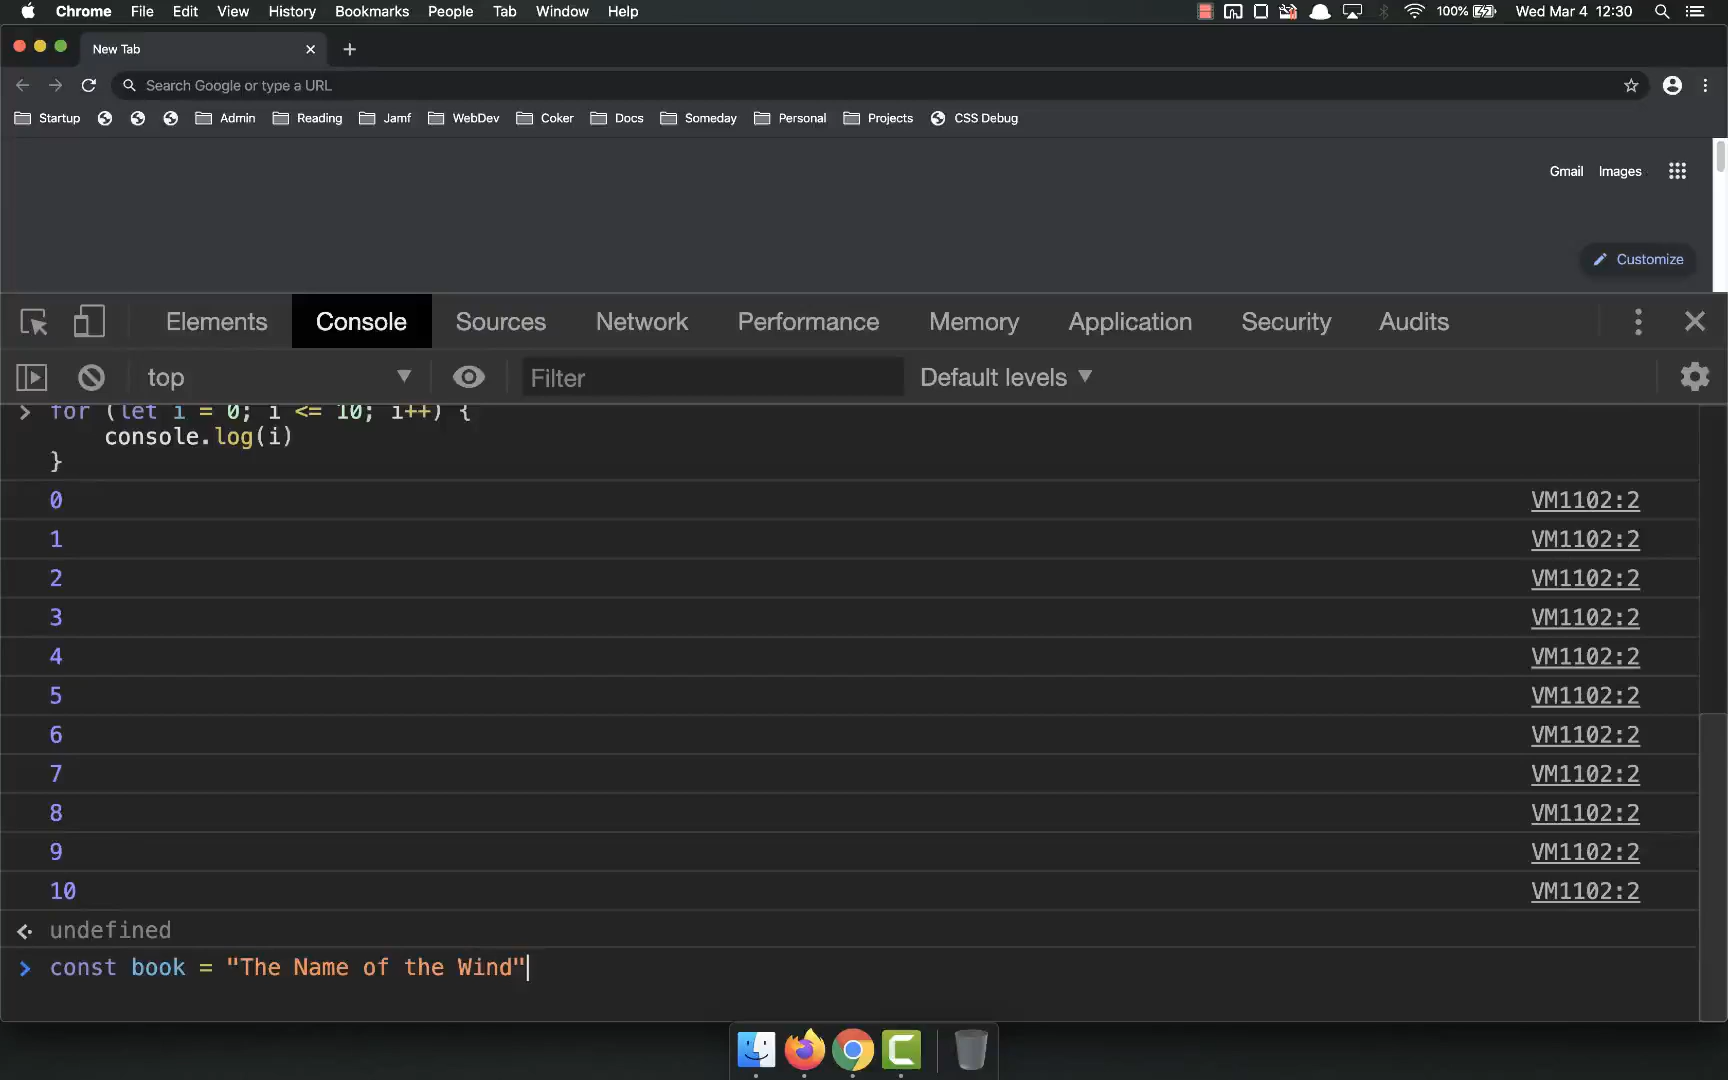 Chrome File Edit View History Bookmarks People Tab Window Help 100% Wed Mar 4 12:30
New Tab
Search Google or type a URL
Startup Admin Reading Jamf WebDev Coker Docs Someday Personal Projects CSS Debug
Gmail Images
Customize
Elements Console Sources Network Performance Memory Application Security Audits
top Filter Default levels
> for (let i = 0; i <= 10; i++) {
console.log(i)
}
0 VM1102:2
1 VM1102:2
2 VM1102:2
3 VM1102:2
4 VM1102:2
5 VM1102:2
6 VM1102:2
7 VM1102:2
8 VM1102:2
9 VM1102:2
10 VM1102:2
undefined
> const book = "The Name of the Wind"